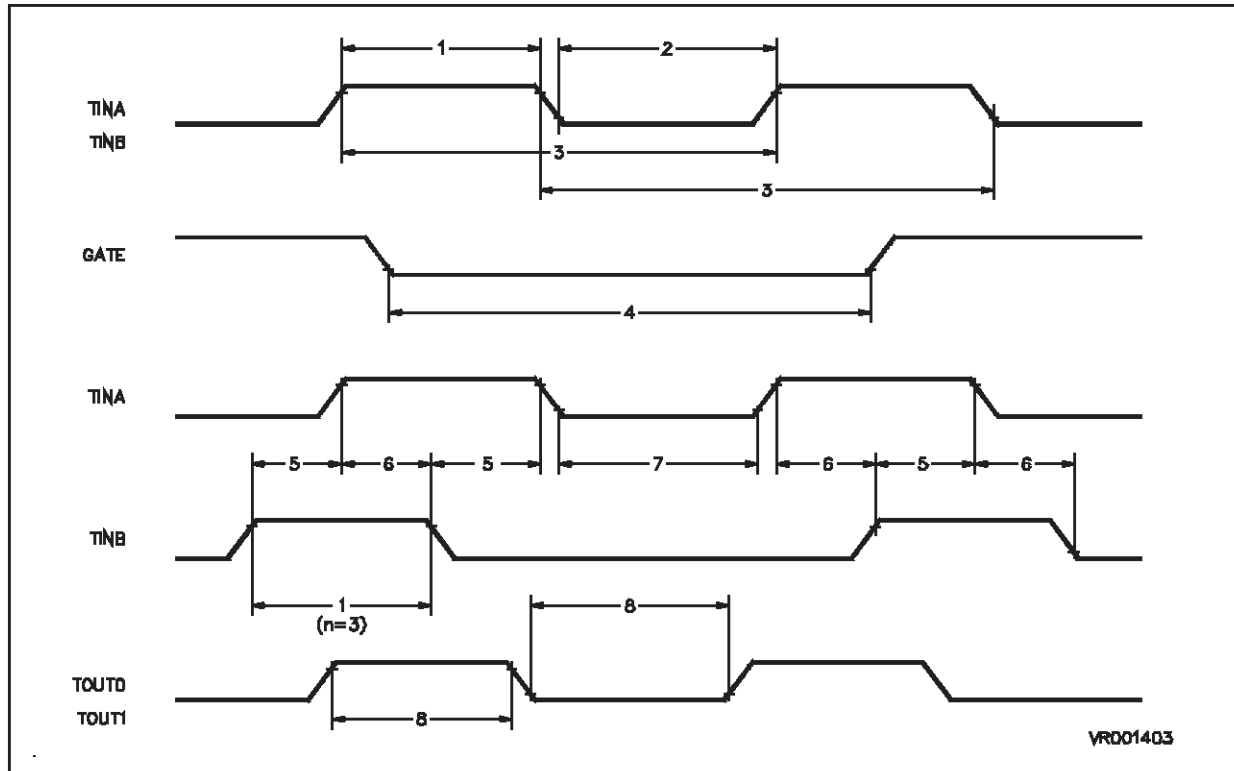 1
2
TINA
TINB
3
3
GATE
4
TINA
5 6 5 7 6 5 6
TINB
1
(n=3)
8
TOUT0
TOUT1
8
VR001403